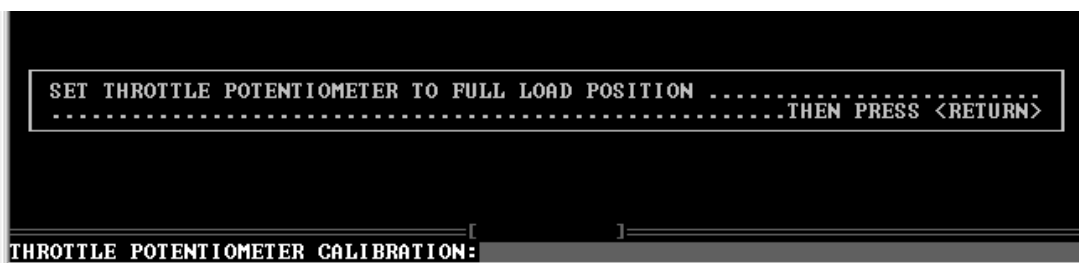 SET THROTTLE POTENTIOMETER TO FULL LOAD POSITION .........................
.......................................................THEN PRESS <RETURN>
[ ]
THROTTLE POTENTIOMETER CALIBRATION: